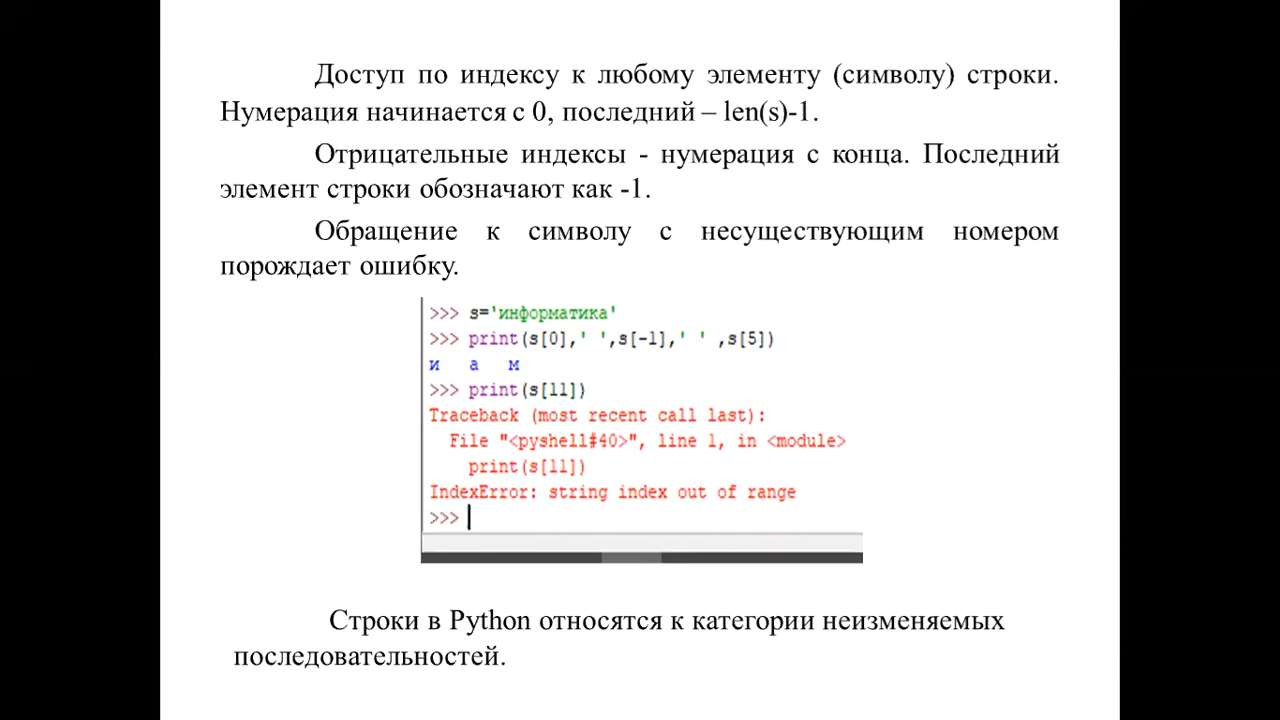 Доступ по индексу к любому элементу (символу) строки.
Нумерация начинается с 0, последний – len(s)-1.
Отрицательные индексы - нумерация с конца. Последний
элемент строки обозначают как -1.
Обращение к символу с несуществующим номером
порождает ошибку.
>>> s='информатика'
>>> print(s[0],' ',s[-1],' ' ,s[5])
и   а   м
>>> print(s[11])
Traceback (most recent call last):
  File "<pyshell#40>", line 1, in <module>
    print(s[11])
IndexError: string index out of range
>>>
Строки в Python относятся к категории неизменяемых
последовательностей.